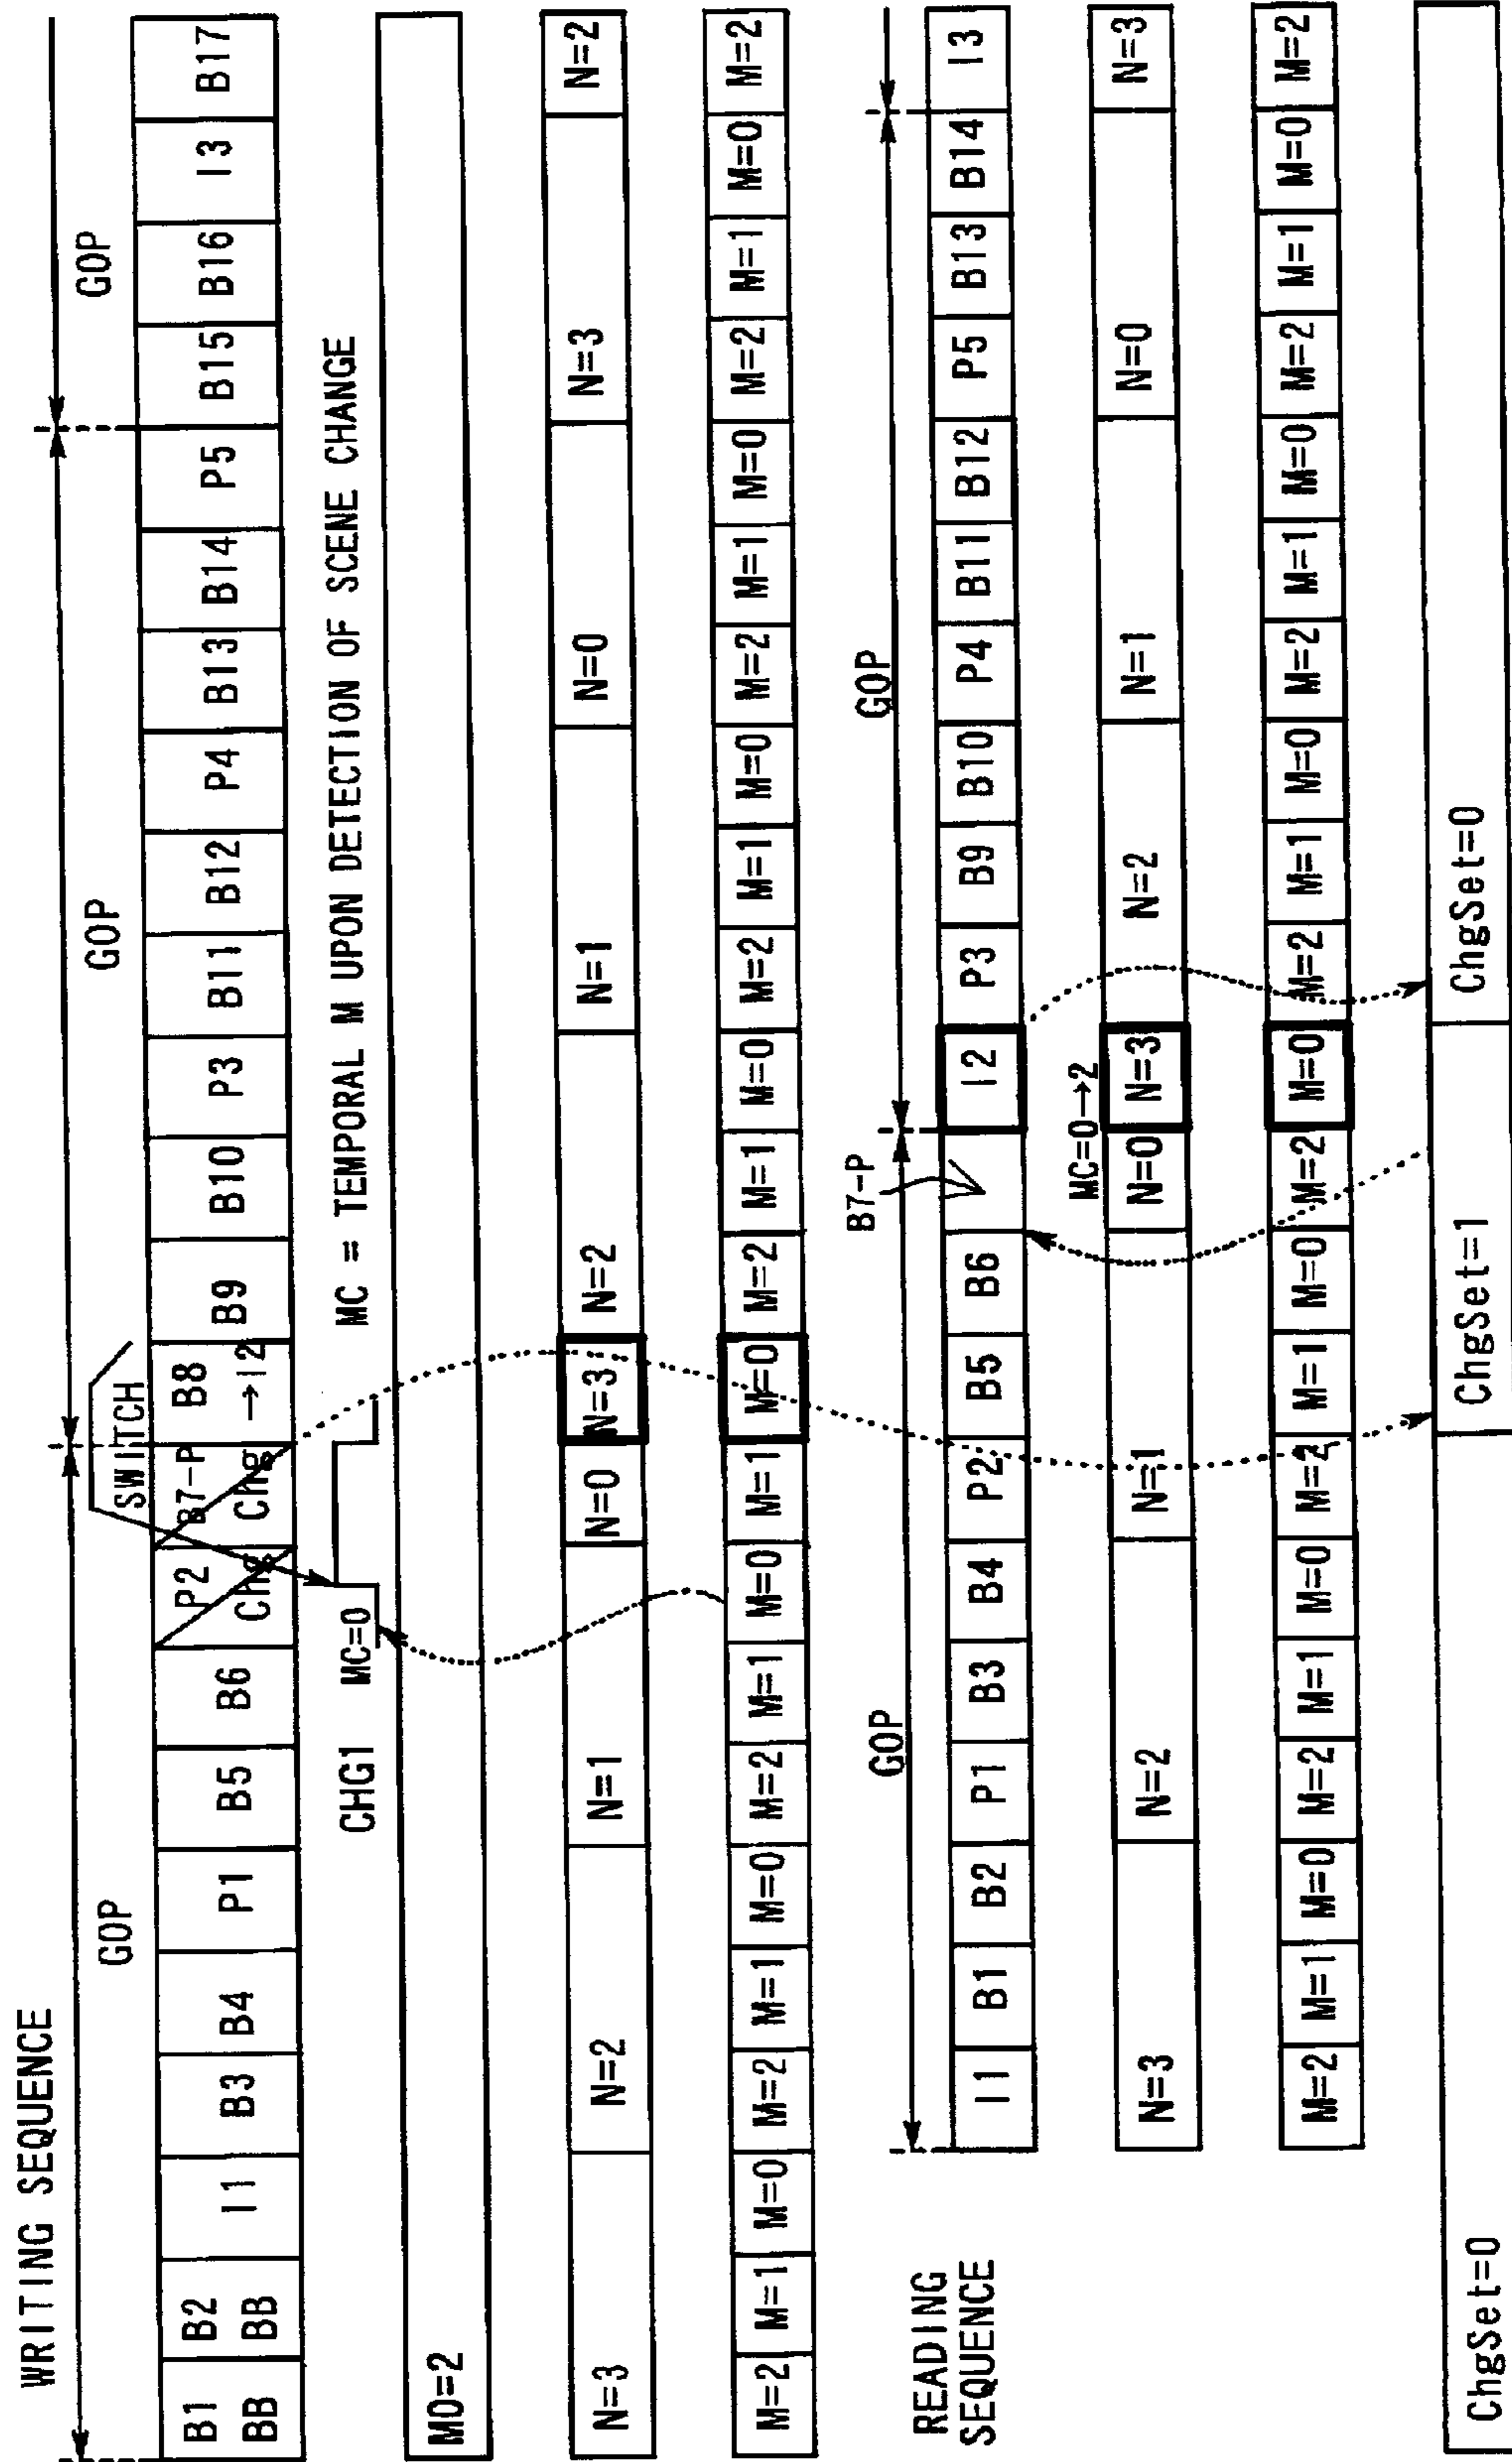 WRITING SEQUENCE
GOP GOP GOP
SWITCH
B1 B2 I1 B3 B4 P1 B5 B6 P2 B7-P B8 B9 B10 P3 B11 B12 P4 B13 B14 P5 B15 B16 I3 B17
BB BB Chg Chg →I2
CHG1 MC=0 MC = TEMPORAL M UPON DETECTION OF SCENE CHANGE
M0=2
N=3 N=2 N=1 N=0 N=3 N=2 N=1 N=0 N=3 N=2
M=2 M=1 M=0 M=2 M=1 M=0 M=2 M=1 M=0 M=1 M=0 M=2 M=1 M=0 M=2 M=1 M=0 M=2 M=1 M=0 M=2 M=1 M=0 M=2
READING
SEQUENCE
GOP B7-P GOP
I1 B1 B2 P1 B3 B4 P2 B5 B6 I2 P3 B9 B10 P4 B11 B12 P5 B13 B14 I3
MC=0→2
N=3 N=2 N=1 N=0 N=3 N=2 N=1 N=0 N=3
M=2 M=1 M=0 M=2 M=1 M=0 M=2 M=1 M=0 M=2 M=0 M=2 M=1 M=0 M=2 M=1 M=0 M=2 M=1 M=0 M=2
ChgSet=0 ChgSet=1 ChgSet=0